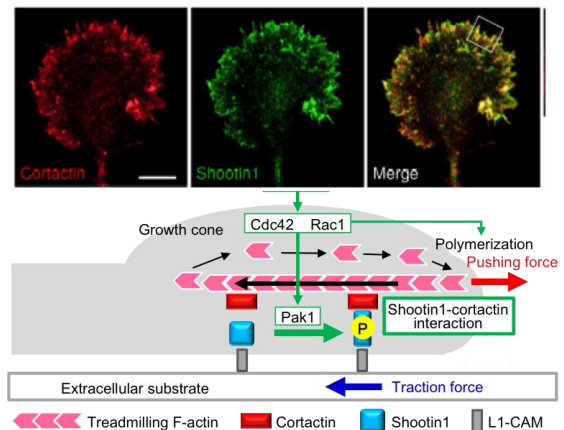 Cortactin
Shootin1
Merge
Growth cone
Cdc42 Rac1
Polymerization
Pushing force
Shootin1-cortactin
interaction
Pak1
P
Extracellular substrate
Traction force
Treadmilling F-actin
Cortactin
Shootin1
L1-CAM